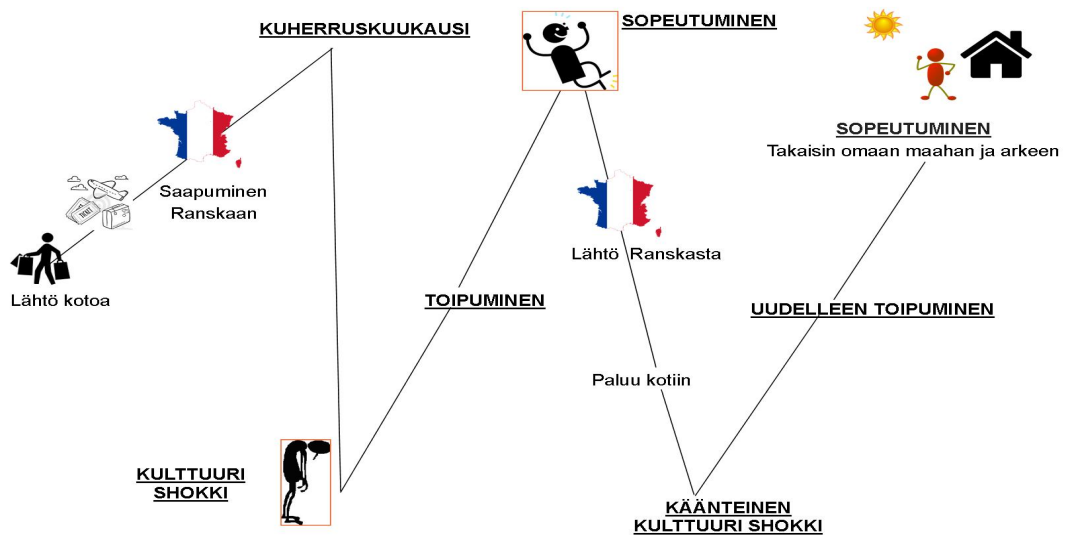 KUHERRUSKUUKAUSI
SOPEUTUMINEN
SOPEUTUMINEN
Takaisin omaan maahan ja arkeen
Saapuminen
Ranskaan
TICKET
Lähtö Ranskasta
Lähtö kotoa
TOIPUMINEN
UUDELLEEN TOIPUMINEN
Paluu kotiin
KULTTUURI
SHOKKI
KÄÄNTEINEN
KULTTUURI SHOKKI